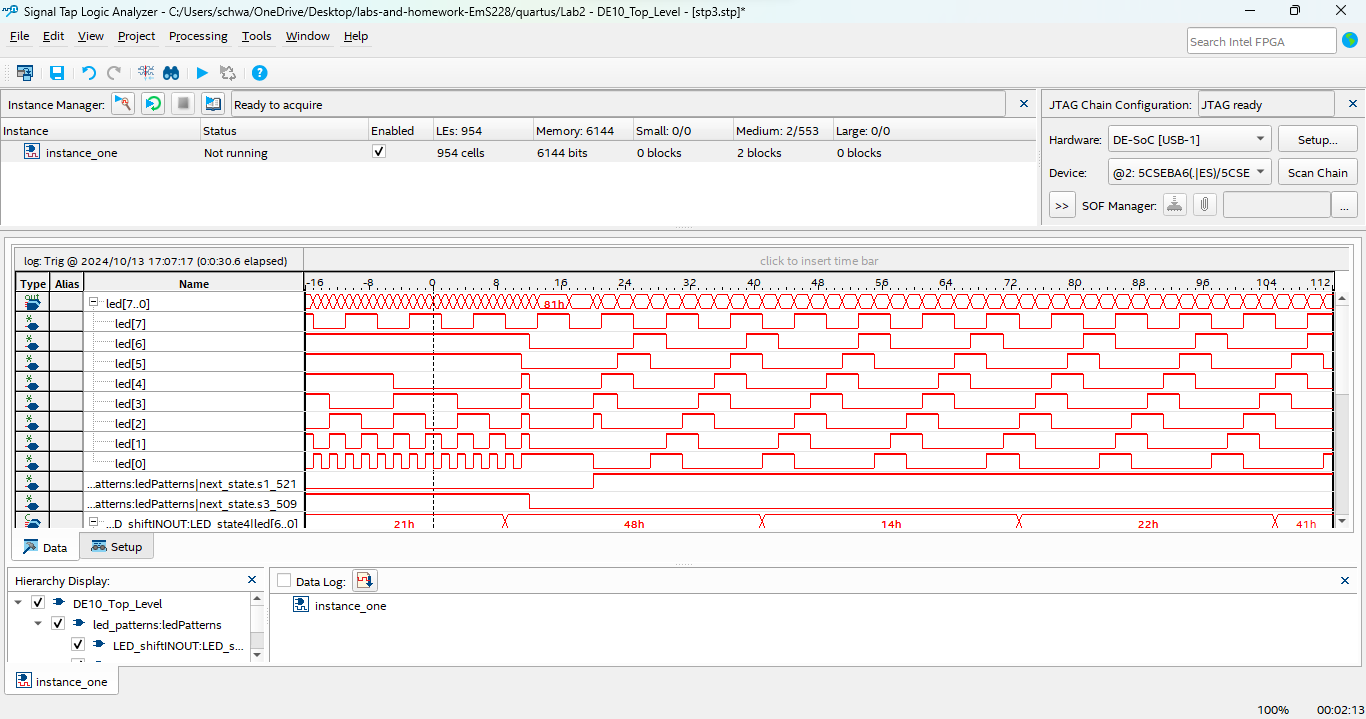 Signal Tap Logic Analyzer - C:/Users/schwa/OneDrive/Desktop/labs-and-homework-EmS228/quartus/Lab2 - DE10_Top_Level - [stp3.stp]*
File Edit View Project Processing Tools Window Help
Search Intel FPGA
Instance Manager: Ready to acquire
Instance Status Enabled LEs: 954 Memory: 6144 Small: 0/0 Medium: 2/553 Large: 0/0
instance_one Not running 954 cells 6144 bits 0 blocks 2 blocks 0 blocks
JTAG Chain Configuration: JTAG ready
Hardware: DE-SoC [USB-1] Setup...
Device: @2: 5CSEBA6(.|ES)/5CSE Scan Chain
>> SOF Manager: ...
log: Trig @ 2024/10/13 17:07:17 (0:0:30.6 elapsed) click to insert time bar
Type Alias Name -16 -8 0 8 16 24 32 40 48 56 64 72 80 88 96 104 112
led[7..0] 81h
led[7]
led[6]
led[5]
led[4]
led[3]
led[2]
led[1]
led[0]
...atterns:ledPatterns|next_state.s1_521
...atterns:ledPatterns|next_state.s3_509
...D_shiftINOUT:LED_state4|led[6..0] 21h 48h 14h 22h 41h
Data Setup
Hierarchy Display:
DE10_Top_Level
led_patterns:ledPatterns
LED_shiftINOUT:LED_s...
Data Log:
instance_one
instance_one
100% 00:02:13